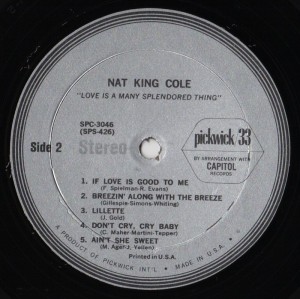 NAT KING COLE
"LOVE IS A MANY SPLENDORED THING"
SPC-3046
(SPS-426)
Side 2 Stereo
pickwick 33
BY ARRANGEMENT WITH
CAPITOL
RECORDS
1. IF LOVE IS GOOD TO ME
(F. Spielman-R. Evans)
2. BREEZIN' ALONG WITH THE BREEZE
(Gillespie-Simons-Whiting)
3. LILLETTE
(J. Gold)
4. DON'T CRY, CRY BABY
(C. Maher-Martini-Tapper)
5. AIN'T SHE SWEET
(M. Ager-J. Yellen)
Printed in U.S.A.
A PRODUCT OF PICKWICK INT'L • MADE IN U.S.A.